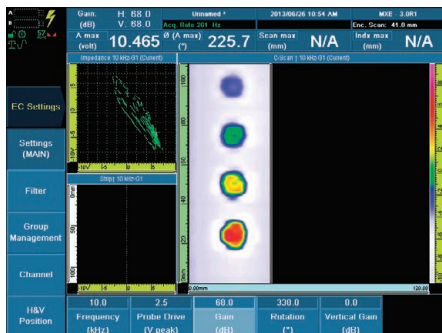 Gain: H 68.0 Unnamed * 2013/06/26 10:54 AM MXE 3.0R1
(dB) V 68.0 Acq. Rate 201 Hz Enc. Scan: 41.0 mm
A max
(volt) 10.465 Ø (A max)
(°) 225.7 Scan max
(mm) N/A Indx max
(mm) N/A
Impedance 10 kHz-G1 (Current)
C-Scan | 10 kHz-G1 (Current)
EC Settings
Settings
(MAIN)
Filter
Group
Management
Channel
H&V
Position
Strip| 10 kHz-G1
0.00mm
120.00
10.0 2.5 60.0 330.0 0.0
Frequency Probe Drive Gain Rotation Vertical Gain
(kHz) (V peak) (dB) (°) (dB)